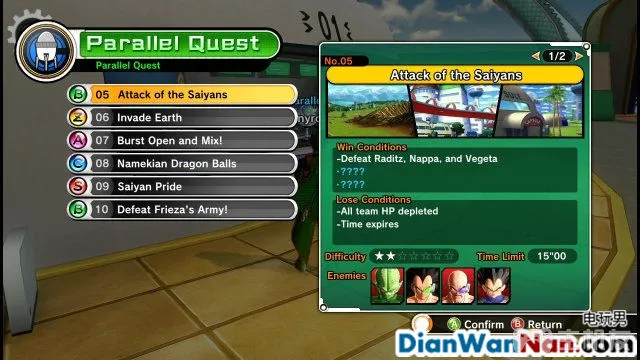 Parallel Quest
Parallel Quest
B 05 Attack of the Saiyans
Z 06 Invade Earth
A 07 Burst Open and Mix!
C 08 Namekian Dragon Balls
S 09 Saiyan Pride
B 10 Defeat Frieza's Army!
No.05
1/2
Attack of the Saiyans
Win Conditions
-Defeat Raditz, Nappa, and Vegeta
·????
·????
Lose Conditions
-All team HP depleted
-Time expires
Difficulty ★★☆☆☆☆☆
Time Limit 15"00
Enemies
A Confirm B Return
电玩男
DianWanNan.com